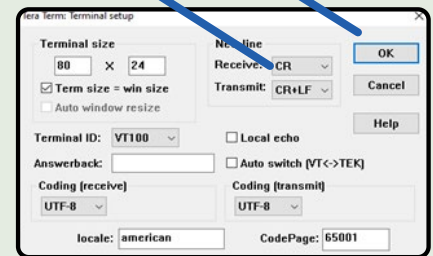 Tera Term: Terminal setup
Terminal size
80 X 24
Term size = win size
Auto window resize
New-line
Receive: CR
Transmit: CR+LF
OK
Cancel
Help
Terminal ID: VT100
Local echo
Answerback:
Auto switch (VT<->TEK)
Coding (receive)
UTF-8
Coding (transmit)
UTF-8
locale: american
CodePage: 65001